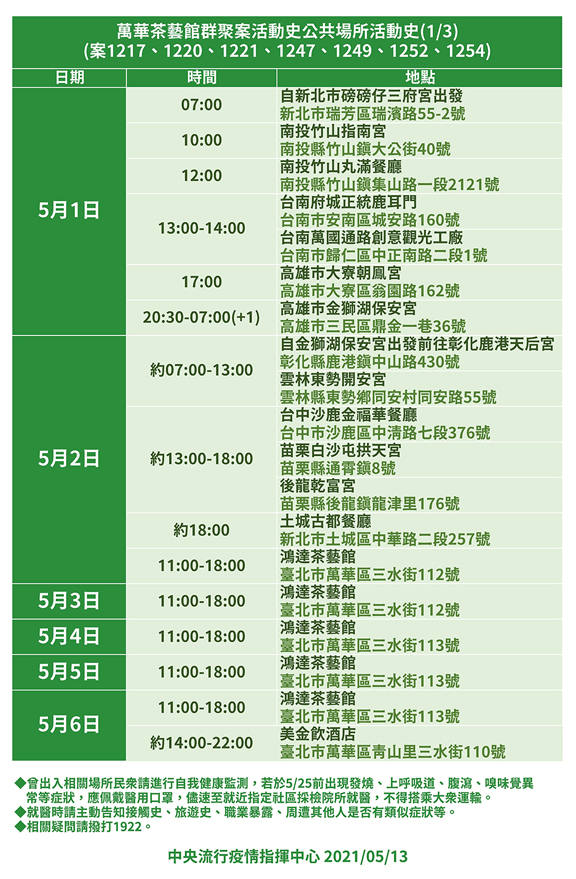 萬華茶藝館群聚案活動史公共場所活動史(1/3)
(案1217、1220、1221、1247、1249、1252、1254)
日期 時間 地點
5月1日
07:00
自新北市磅磅仔三府宮出發
新北市瑞芳區瑞濱路55-2號
10:00
南投竹山指南宮
南投縣竹山鎮大公街40號
12:00
南投竹山丸滿餐廳
南投縣竹山鎮集山路一段2121號
13:00-14:00
台南府城正統鹿耳門
台南市安南區城安路160號
台南萬國通路創意觀光工廠
台南市歸仁區中正南路二段1號
17:00
高雄市大寮朝鳳宮
高雄市大寮區翁園路162號
20:30-07:00(+1)
高雄市金獅湖保安宮
高雄市三民區鼎金一巷36號
5月2日
約07:00-13:00
自金獅湖保安宮出發前往彰化鹿港天后宮
彰化縣鹿港鎮中山路430號
雲林東勢開安宮
雲林縣東勢鄉同安村同安路55號
約13:00-18:00
台中沙鹿金福華餐廳
台中市沙鹿區中清路七段376號
苗栗白沙屯拱天宮
苗栗縣通霄鎮8號
後龍乾富宮
苗栗縣後龍鎮龍津里176號
約18:00
土城古都餐廳
新北市土城區中華路二段257號
11:00-18:00
鴻達茶藝館
臺北市萬華區三水街112號
5月3日
11:00-18:00
鴻達茶藝館
臺北市萬華區三水街112號
5月4日
11:00-18:00
鴻達茶藝館
臺北市萬華區三水街113號
5月5日
11:00-18:00
鴻達茶藝館
臺北市萬華區三水街113號
5月6日
11:00-18:00
鴻達茶藝館
臺北市萬華區三水街113號
約14:00-22:00
美金飲酒店
臺北市萬華區青山里三水街110號
◆曾出入相關場所民眾請進行自我健康監測，若於5/25前出現發燒、上呼吸道、腹瀉、嗅味覺異
常等症狀，應佩戴醫用口罩，儘速至就近指定社區採檢院所就醫，不得搭乘大眾運輸。
◆就醫時請主動告知接觸史、旅遊史、職業暴露、周遭其他人是否有類似症狀等。
◆相關疑問請撥打1922。
中央流行疫情指揮中心 2021/05/13